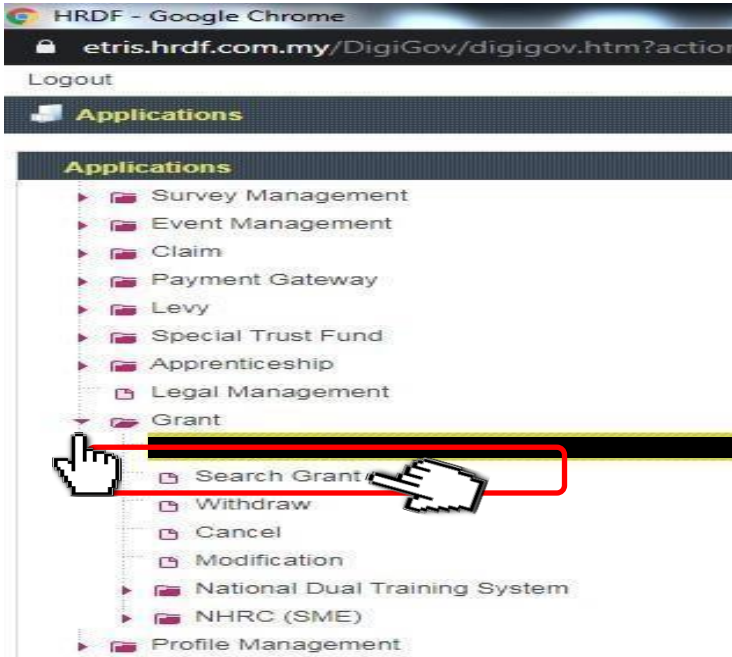 HRDF - Google Chrome
etris.hrdf.com.my/DigiGov/digigov.htm?action
Logout
Applications
Applications
Survey Management
Event Management
Claim
Payment Gateway
Levy
Special Trust Fund
Apprenticeship
Legal Management
Grant
Search Grant
Withdraw
Cancel
Modification
National Dual Training System
NHRC (SME)
Profile Management